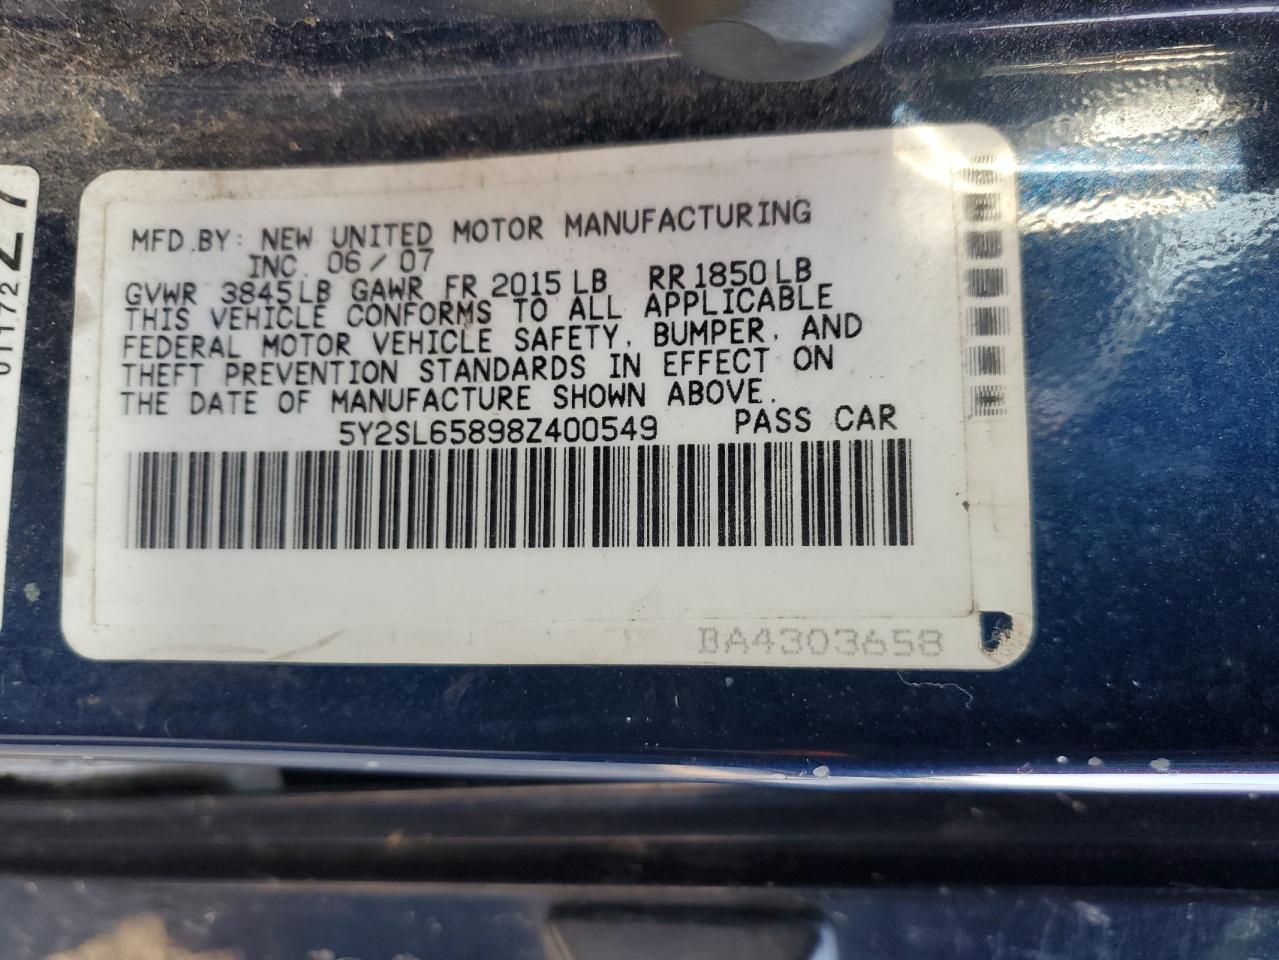 MFD.BY: NEW UNITED MOTOR MANUFACTURING
INC. 06/07
GVWR 3845LB GAWR FR 2015LB RR 1850LB
THIS VEHICLE CONFORMS TO ALL APPLICABLE
FEDERAL MOTOR VEHICLE SAFETY, BUMPER, AND
THEFT PREVENTION STANDARDS IN EFFECT ON
THE DATE OF MANUFACTURE SHOWN ABOVE.
5Y2SL65898Z400549 PASS CAR
BA4303658